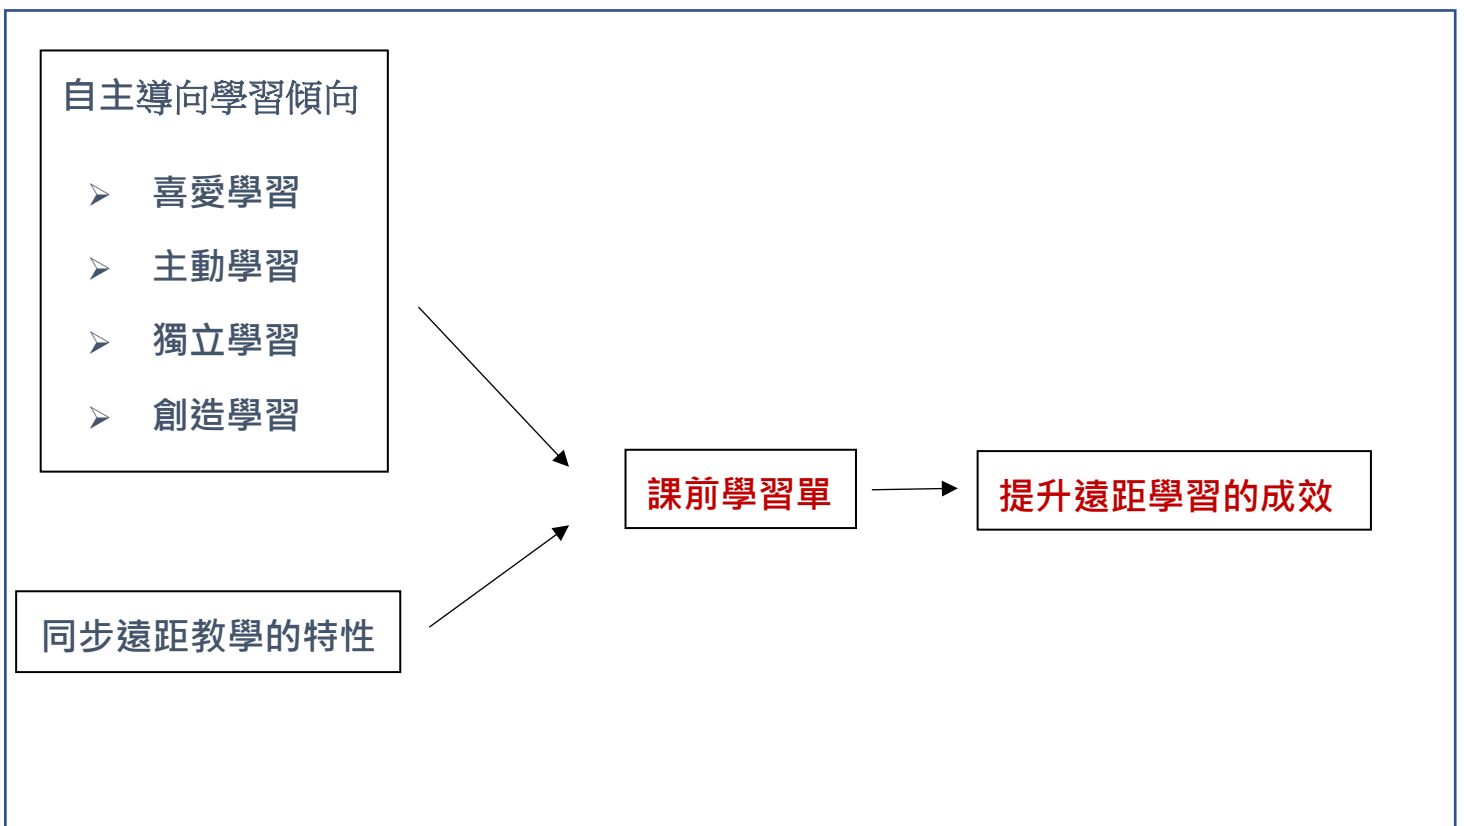 自主導向學習傾向
喜愛學習
主動學習
獨立學習
創造學習
課前學習單
提升遠距學習的成效
同步遠距教學的特性